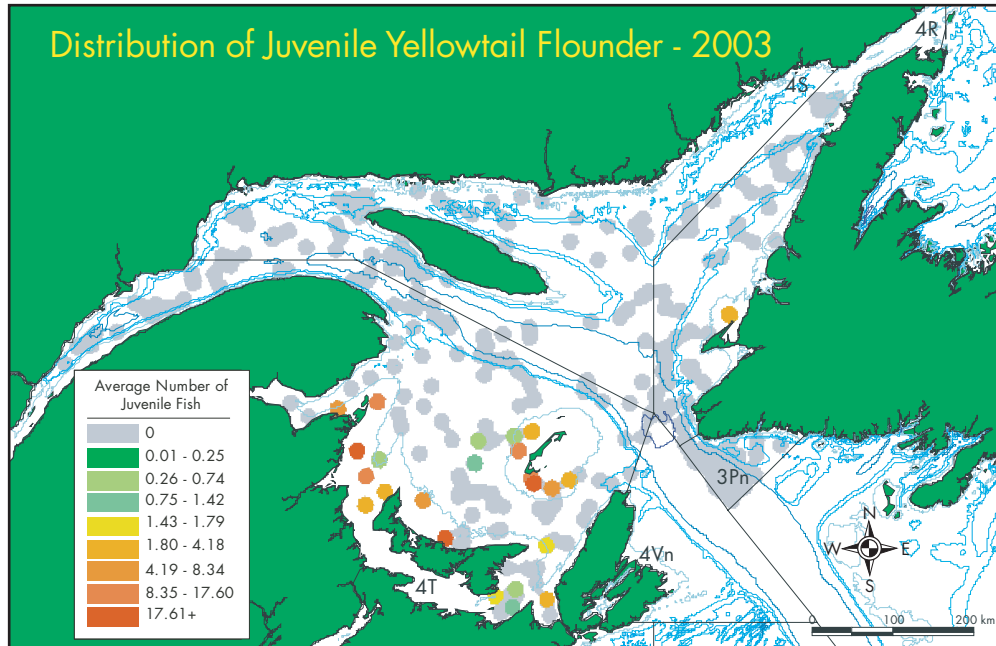 Distribution of Juvenile Yellowtail Flounder - 2003
4R
4S
Average Number of
Juvenile Fish
0
0.01 - 0.25
0.26 - 0.74
0.75 - 1.42
1.43 - 1.79
1.80 - 4.18
4.19 - 8.34
8.35 - 17.60
17.61+
3Pn
4Vn
4T
N
W E
S
0 100 200 km